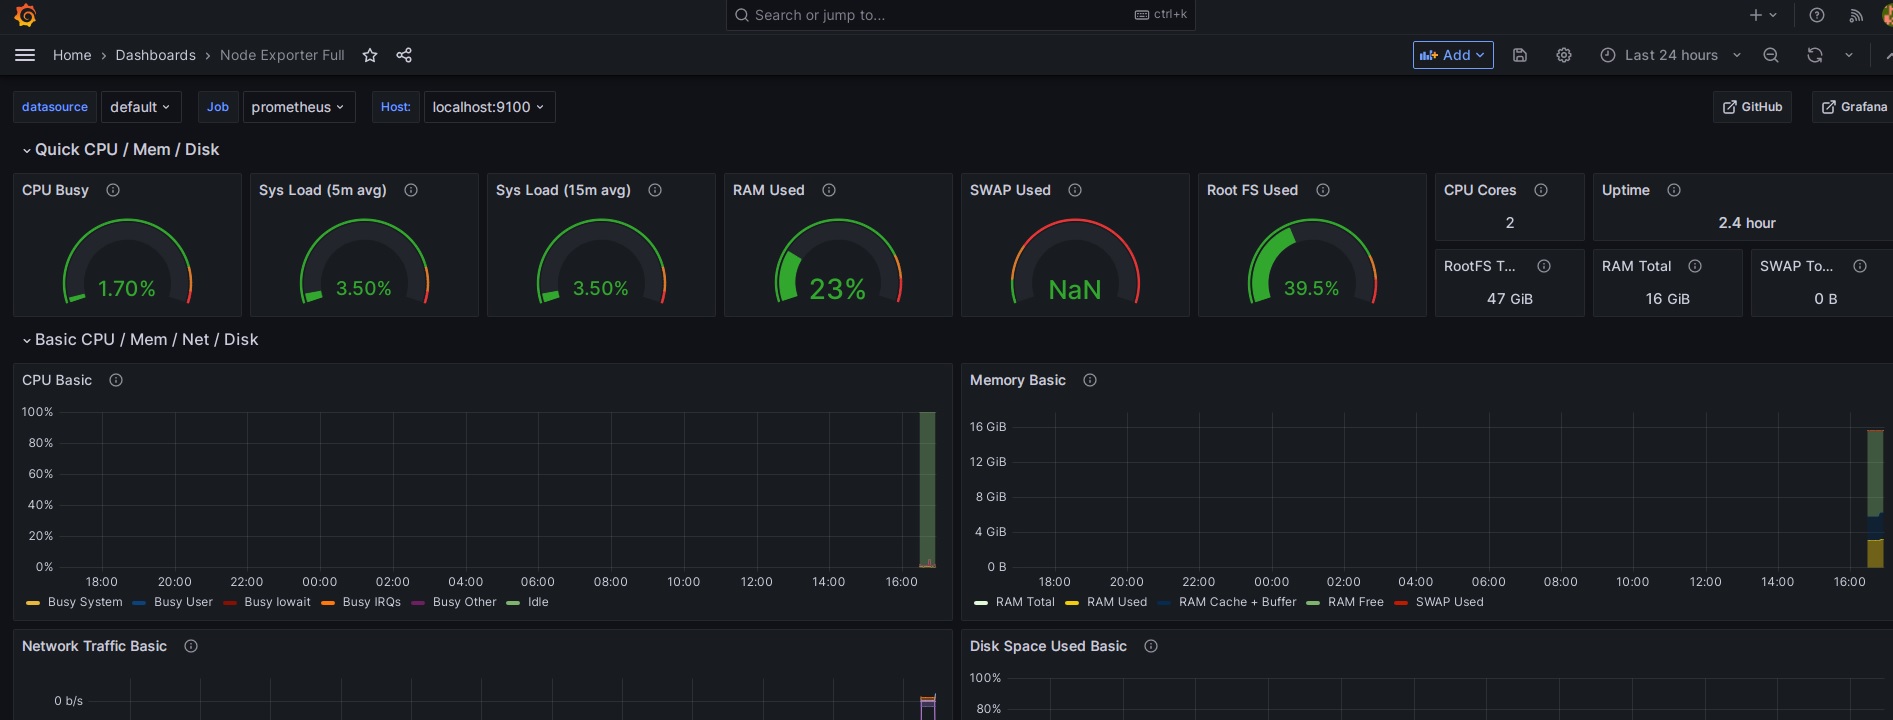 Search or jump to... ctrl+k
Home › Dashboards › Node Exporter Full Add Last 24 hours
datasource default Job prometheus Host: localhost:9100 GitHub Grafana
Quick CPU / Mem / Disk
CPU Busy Sys Load (5m avg) Sys Load (15m avg) RAM Used SWAP Used Root FS Used CPU Cores Uptime
2 2.4 hour
RootFS T... RAM Total SWAP To...
1.70% 3.50% 3.50% 23% NaN 39.5% 47 GiB 16 GiB 0 B
Basic CPU / Mem / Net / Disk
CPU Basic
100%
80%
60%
40%
20%
0%
18:00 20:00 22:00 00:00 02:00 04:00 06:00 08:00 10:00 12:00 14:00 16:00
Busy System Busy User Busy Iowait Busy IRQs Busy Other Idle
Memory Basic
16 GiB
12 GiB
8 GiB
4 GiB
0 B
18:00 20:00 22:00 00:00 02:00 04:00 06:00 08:00 10:00 12:00 14:00 16:00
RAM Total RAM Used RAM Cache + Buffer RAM Free SWAP Used
Network Traffic Basic
0 b/s
Disk Space Used Basic
100%
80%